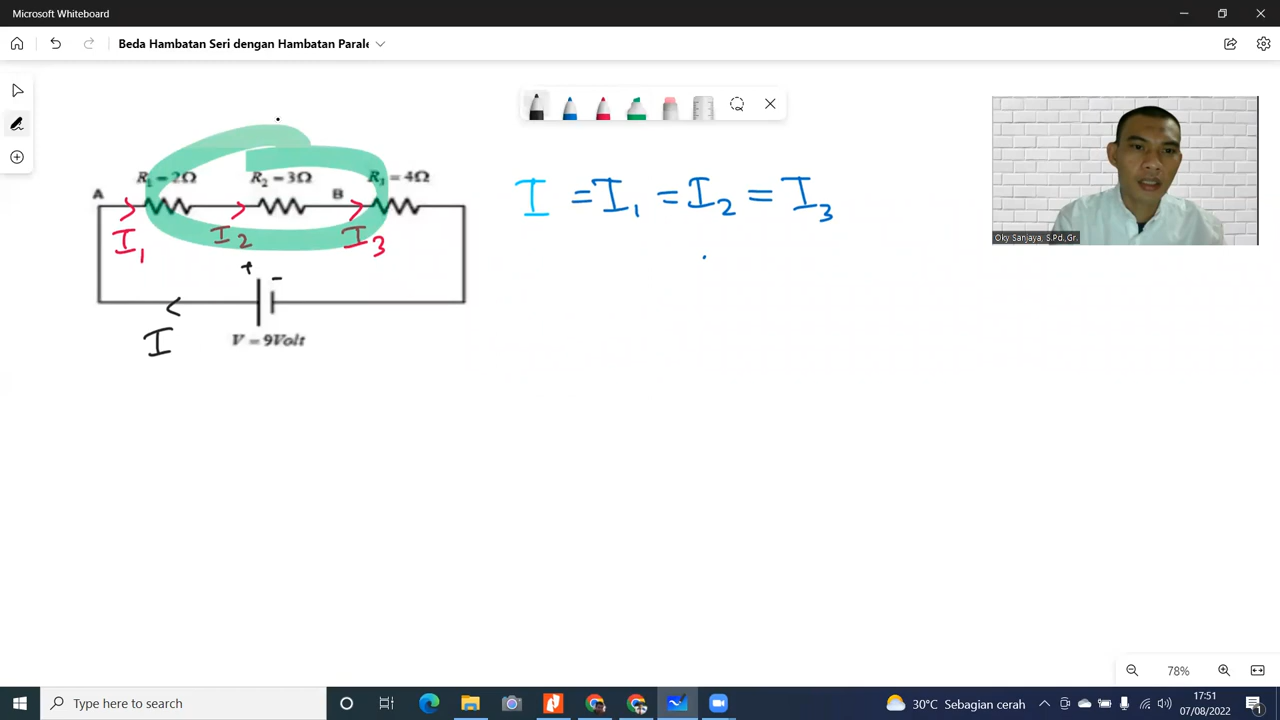 Microsoft Whiteboard
Beda Hambatan Seri dengan Hambatan Parale
R₁ = 2Ω R₂ = 3Ω R₃ = 4Ω
A B
I₁ I₂ I₃
+ -
I
V = 9Volt
I = I₁ = I₂ = I₃
Oky Sanjaya, S.Pd,Gr.
78%
Type here to search
30°C Sebagian cerah
17:51
07/08/2022
1